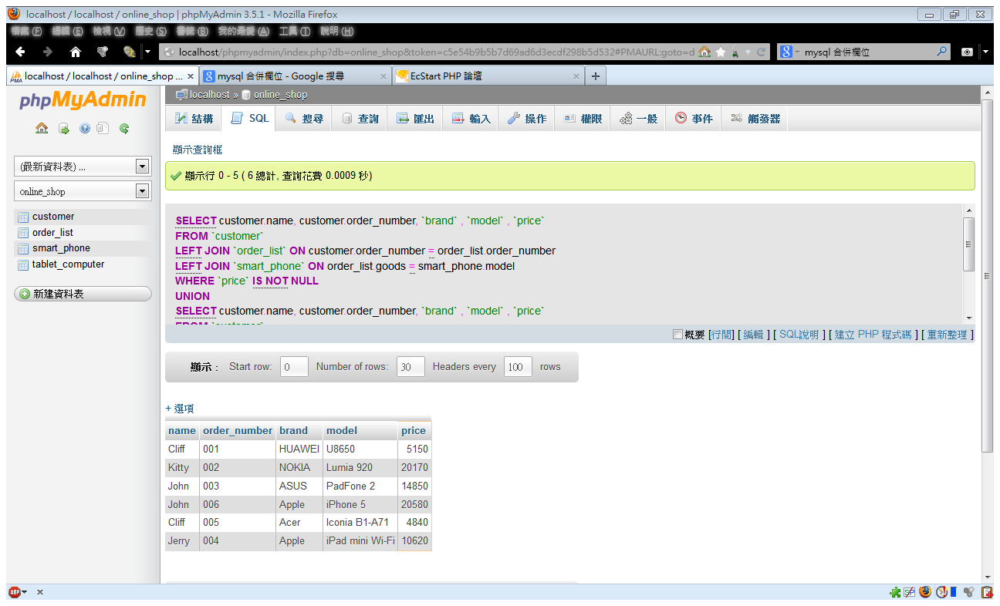 localhost / localhost / online_shop | phpMyAdmin 3.5.1 - Mozilla Firefox
檔案 (F) 編輯 (E) 檢視 (V) 歷史 (S) 書籤 (B) 我的最愛 (A) 工具 (T) 說明 (H)
localhost/phpmyadmin/index.php?db=online_shop&token=c5e54b9b5b7d69ad6d3ecdf298b5d532#PMAURL:goto=d mysql 合併欄位
localhost / localhost / online_shop ... mysql 合併欄位 - Google 搜尋 EcStart PHP 論壇
phpMyAdmin
localhost » online_shop
結構 SQL 搜尋 查詢 匯出 輸入 操作 權限 一般 事件 觸發器
顯示查詢框
(最新資料表) ...
online_shop
customer
order_list
smart_phone
tablet_computer
新建資料表
顯示行 0 - 5 ( 6 總計, 查詢花費 0.0009 秒)
SELECT customer.name, customer.order_number, `brand` , `model` , `price`
FROM `customer`
LEFT JOIN `order_list` ON customer.order_number = order_list.order_number
LEFT JOIN `smart_phone` ON order_list.goods = smart_phone.model
WHERE `price` IS NOT NULL
UNION
SELECT customer.name, customer.order_number, `brand` , `model` , `price`
FROM `customer`
概要 [行間] [ 編輯 ] [ SQL說明 ] [ 建立 PHP 程式碼 ] [ 重新整理 ]
顯示 : Start row: 0 Number of rows: 30 Headers every 100 rows
+ 選項
name order_number brand model price
Cliff 001 HUAWEI U8650 5150
Kitty 002 NOKIA Lumia 920 20170
John 003 ASUS PadFone 2 14850
John 006 Apple iPhone 5 20580
Cliff 005 Acer Iconia B1-A71 4840
Jerry 004 Apple iPad mini Wi-Fi 10620
ABP